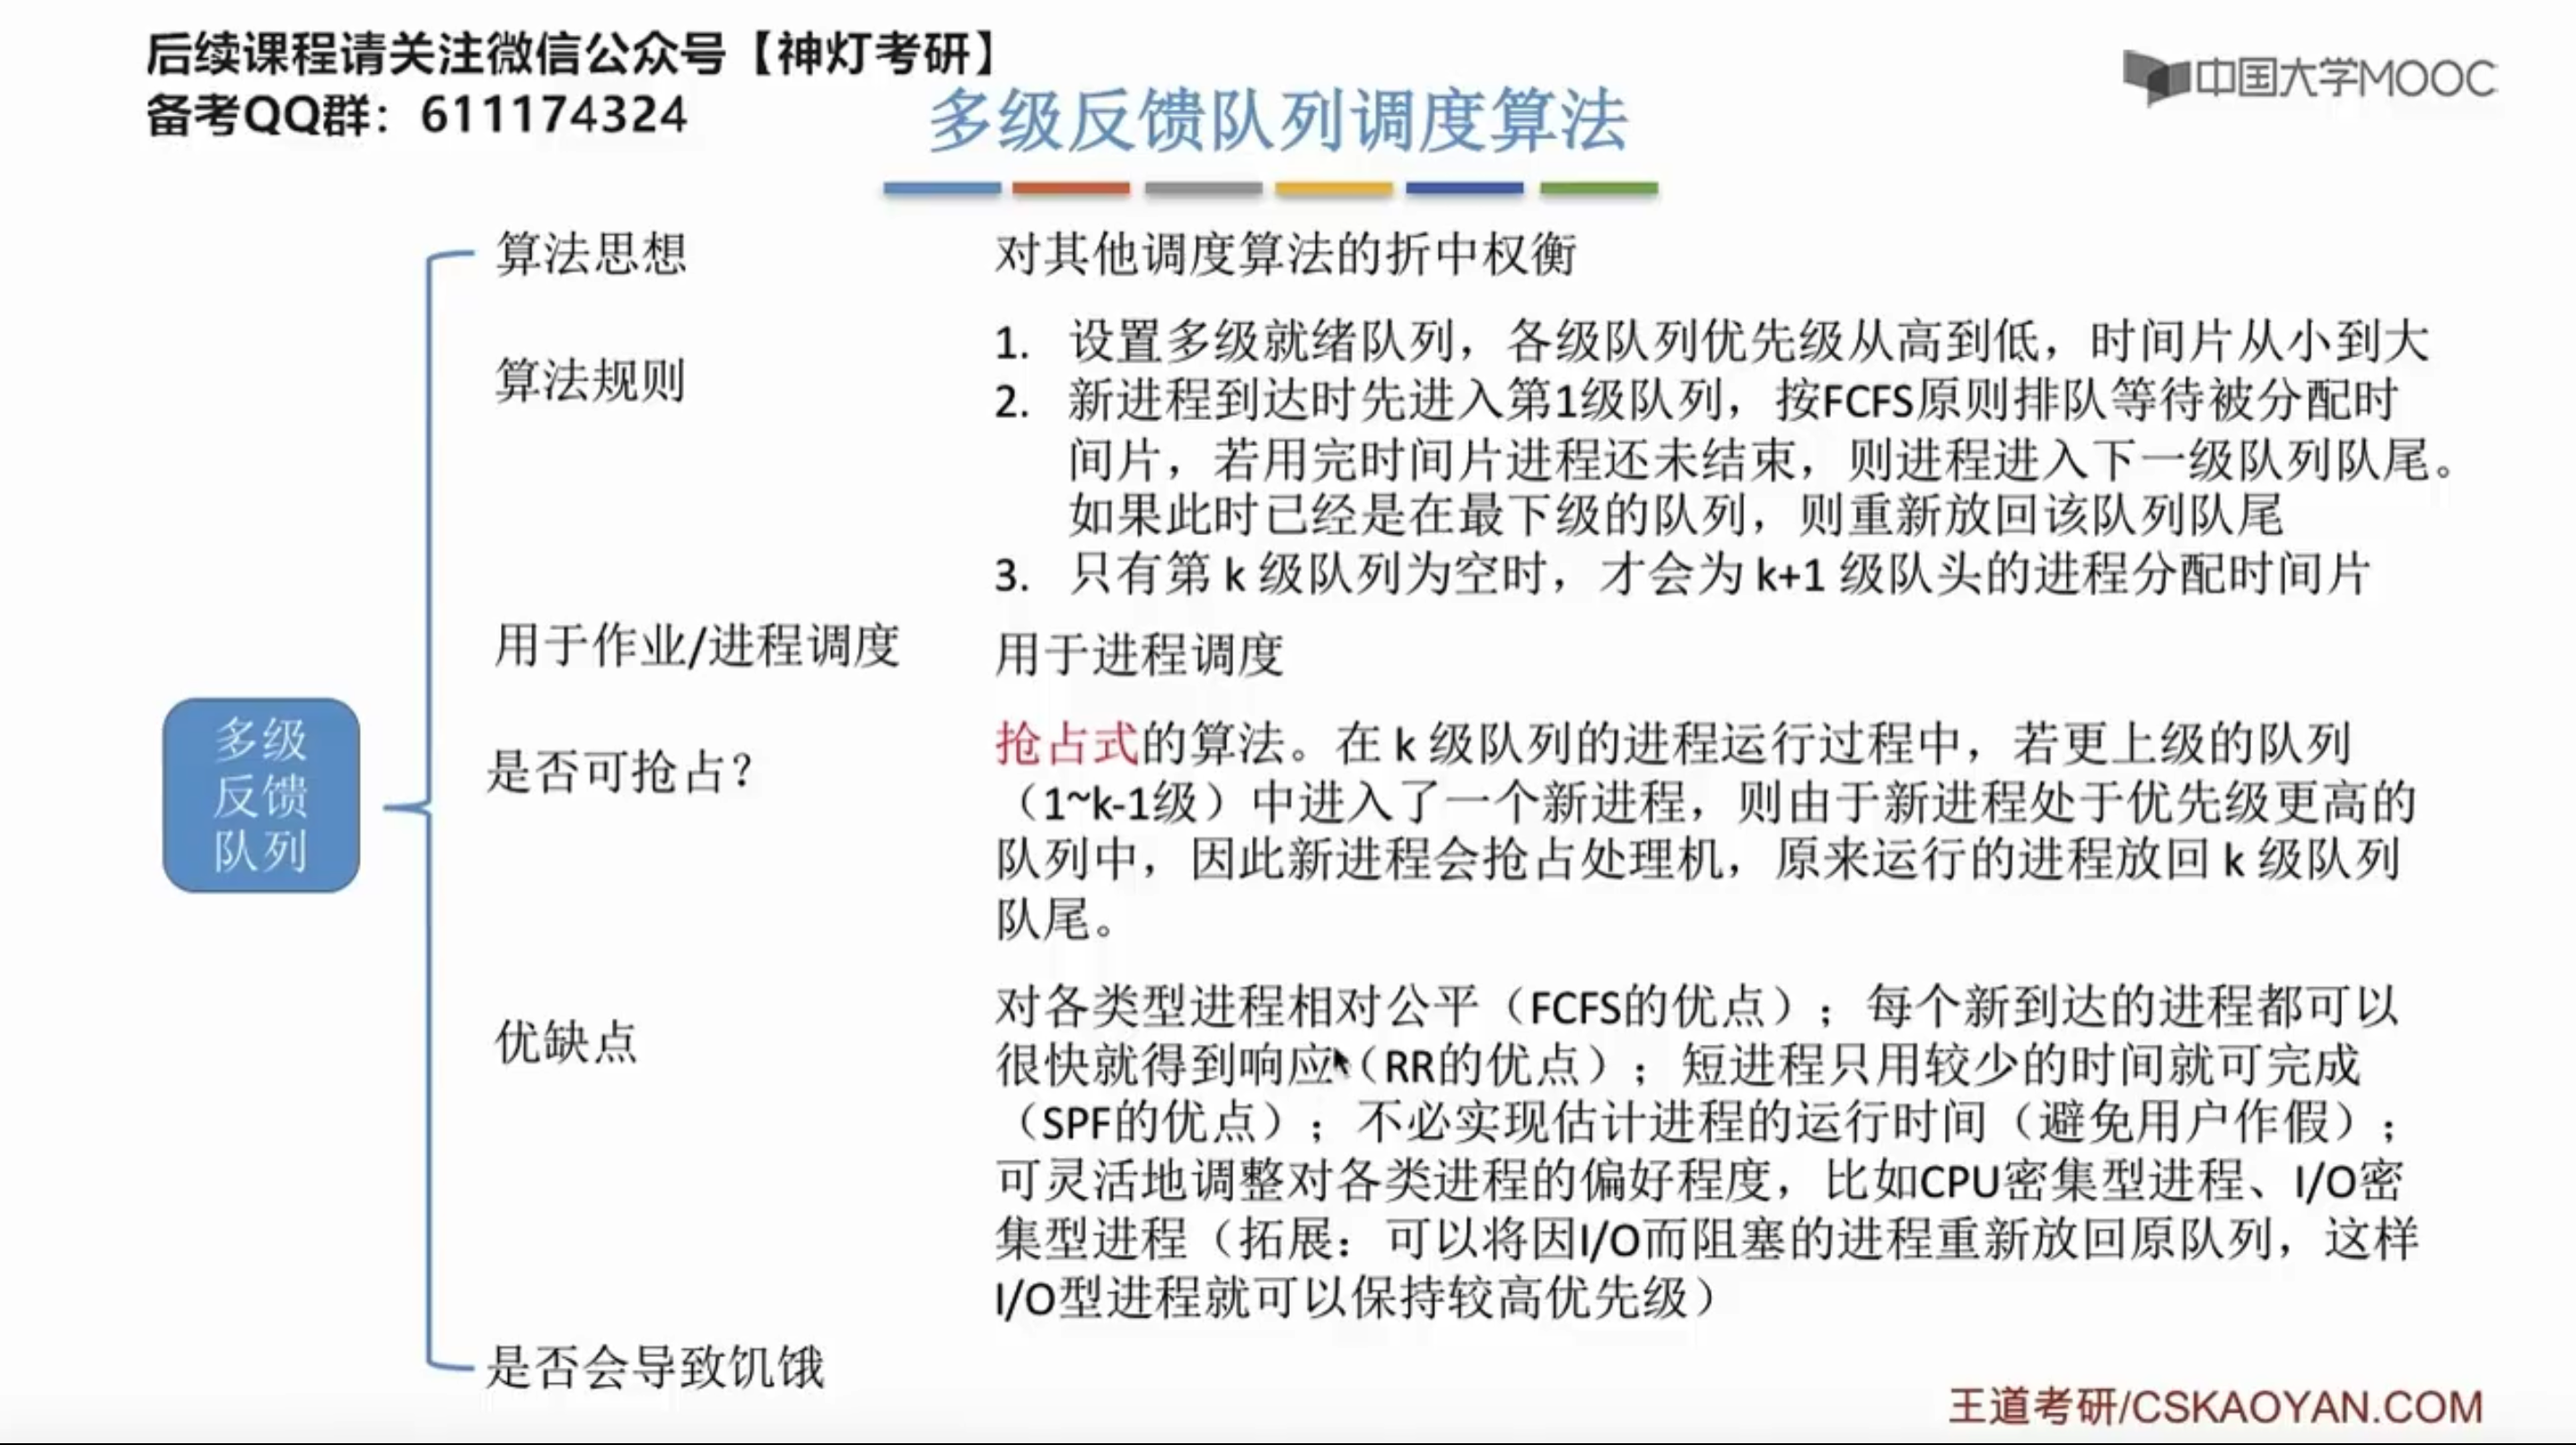 后续课程请关注微信公众号【神灯考研】
备考QQ群：611174324
中国大学MOOC
多级反馈队列调度算法
算法思想
对其他调度算法的折中权衡
算法规则
1. 设置多级就绪队列，各级队列优先级从高到低，时间片从小到大
2. 新进程到达时先进入第1级队列，按FCFS原则排队等待被分配时
间片，若用完时间片进程还未结束，则进程进入下一级队列队尾。
如果此时已经是在最下级的队列，则重新放回该队列队尾
3. 只有第 k 级队列为空时，才会为 k+1 级队头的进程分配时间片
用于作业/进程调度
用于进程调度
多级
反馈
队列
是否可抢占？
抢占式的算法。在 k 级队列的进程运行过程中，若更上级的队列
（1~k-1级）中进入了一个新进程，则由于新进程处于优先级更高的
队列中，因此新进程会抢占处理机，原来运行的进程放回 k 级队列
队尾。
优缺点
对各类型进程相对公平（FCFS的优点）；每个新到达的进程都可以
很快就得到响应（RR的优点）；短进程只用较少的时间就可完成
（SPF的优点）；不必实现估计进程的运行时间（避免用户作假）；
可灵活地调整对各类进程的偏好程度，比如CPU密集型进程、I/O密
集型进程（拓展：可以将因I/O而阻塞的进程重新放回原队列，这样
I/O型进程就可以保持较高优先级）
是否会导致饥饿
王道考研/CSKAOYAN.COM